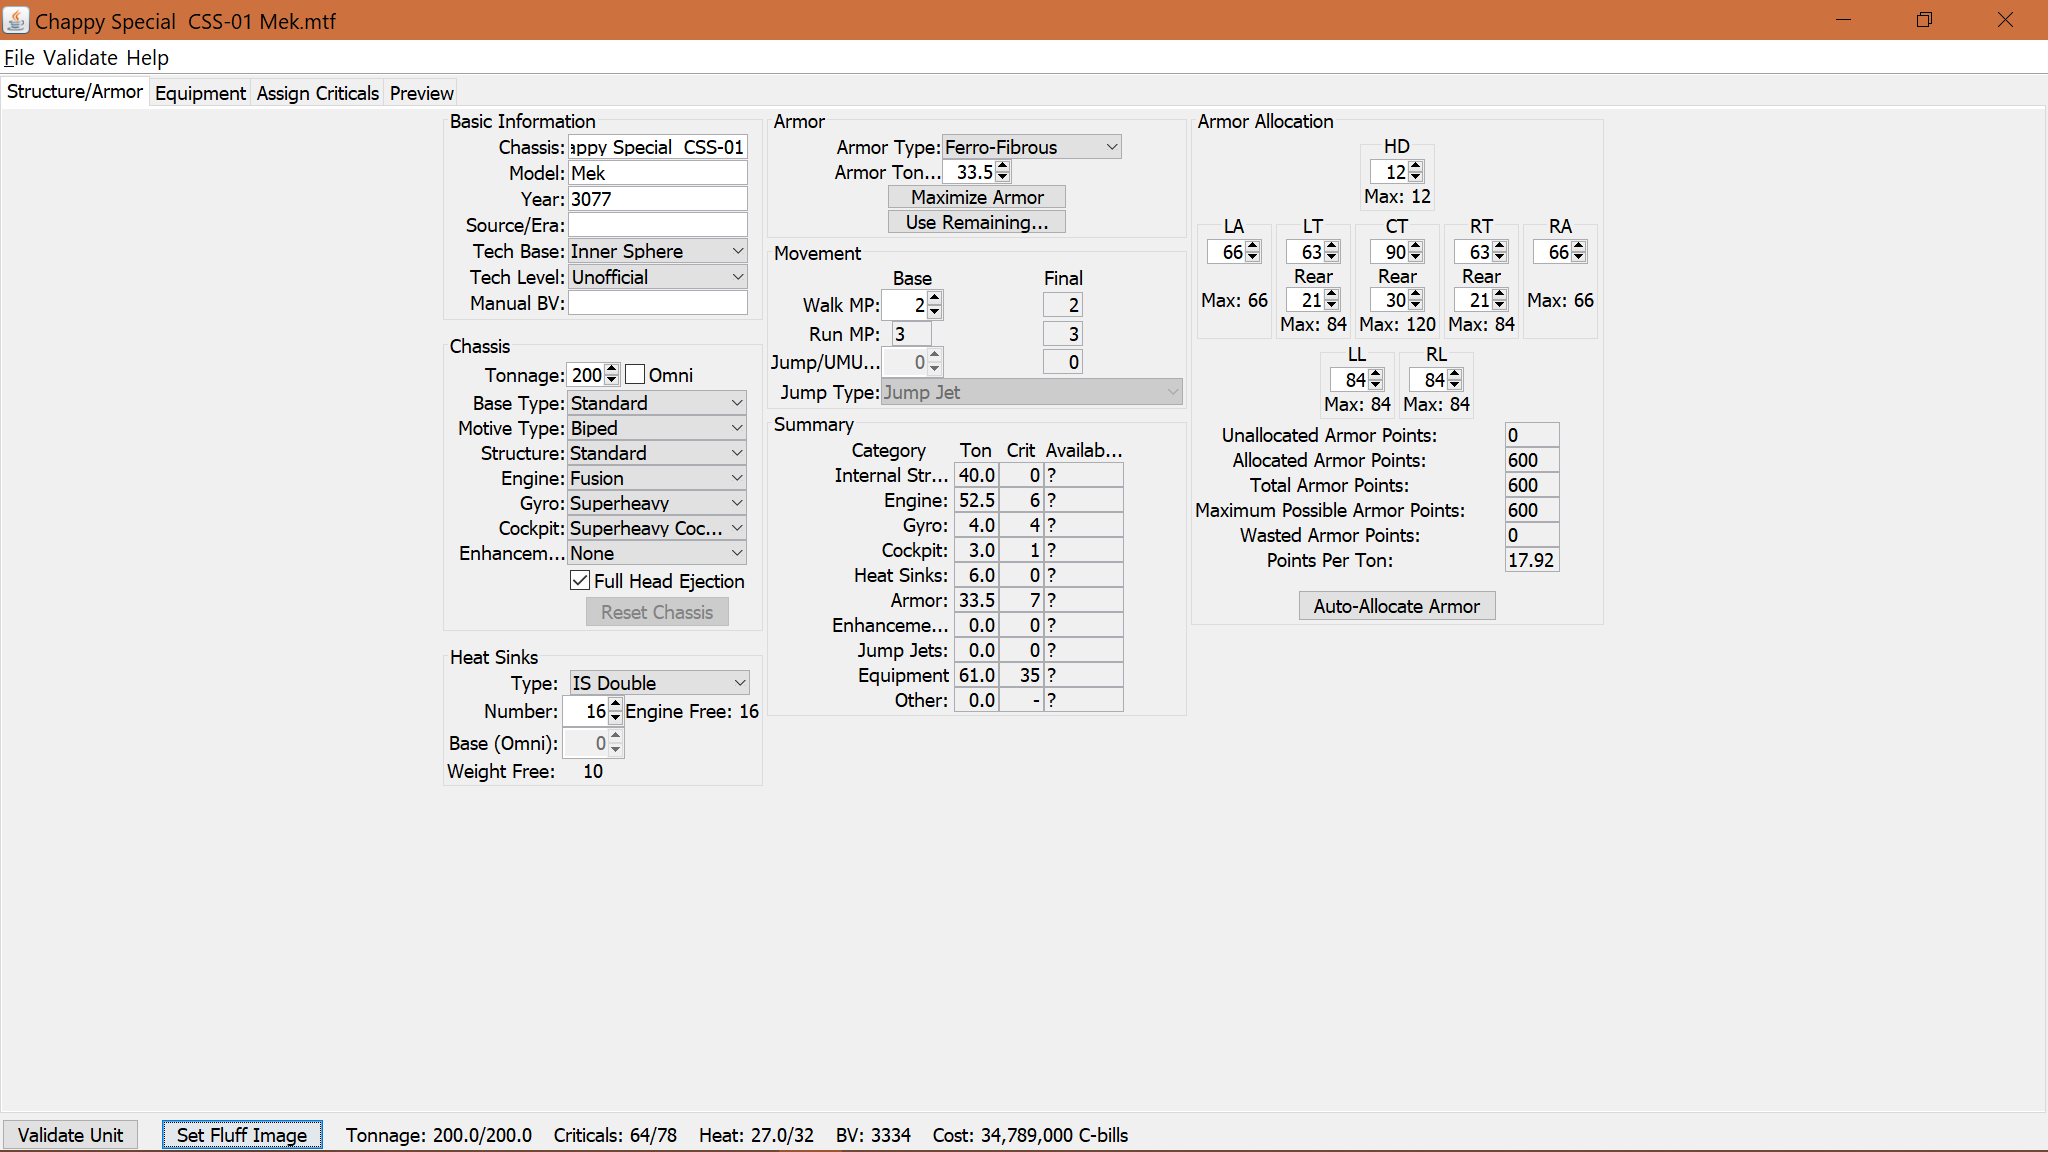 Chappy Special  CSS-01 Mek.mtf
File Validate Help
Structure/Armor Equipment Assign Criticals Preview
Basic Information
Chassis: appy Special  CSS-01
Model: Mek
Year: 3077
Source/Era:
Tech Base: Inner Sphere
Tech Level: Unofficial
Manual BV:
Chassis
Tonnage: 200 Omni
Base Type: Standard
Motive Type: Biped
Structure: Standard
Engine: Fusion
Gyro: Superheavy
Cockpit: Superheavy Coc...
Enhancem... None
Full Head Ejection
Reset Chassis
Heat Sinks
Type: IS Double
Number: 16 Engine Free: 16
Base (Omni): 0
Weight Free: 10
Armor
Armor Type: Ferro-Fibrous
Armor Ton... 33.5
Maximize Armor
Use Remaining...
Movement
Base Final
Walk MP: 2 2
Run MP: 3 3
Jump/UMU... 0 0
Jump Type: Jump Jet
Summary
Category Ton Crit Availab...
Internal Str... 40.0 0 ?
Engine: 52.5 6 ?
Gyro: 4.0 4 ?
Cockpit: 3.0 1 ?
Heat Sinks: 6.0 0 ?
Armor: 33.5 7 ?
Enhanceme... 0.0 0 ?
Jump Jets: 0.0 0 ?
Equipment 61.0 35 ?
Other: 0.0 - ?
Armor Allocation
HD
12
Max: 12
LA LT CT RT RA
66 63 90 63 66
Rear Rear Rear
Max: 66 21 30 21 Max: 66
Max: 84 Max: 120 Max: 84
LL RL
84 84
Max: 84 Max: 84
Unallocated Armor Points: 0
Allocated Armor Points: 600
Total Armor Points: 600
Maximum Possible Armor Points: 600
Wasted Armor Points: 0
Points Per Ton: 17.92
Auto-Allocate Armor
Validate Unit Set Fluff Image Tonnage: 200.0/200.0 Criticals: 64/78 Heat: 27.0/32 BV: 3334 Cost: 34,789,000 C-bills